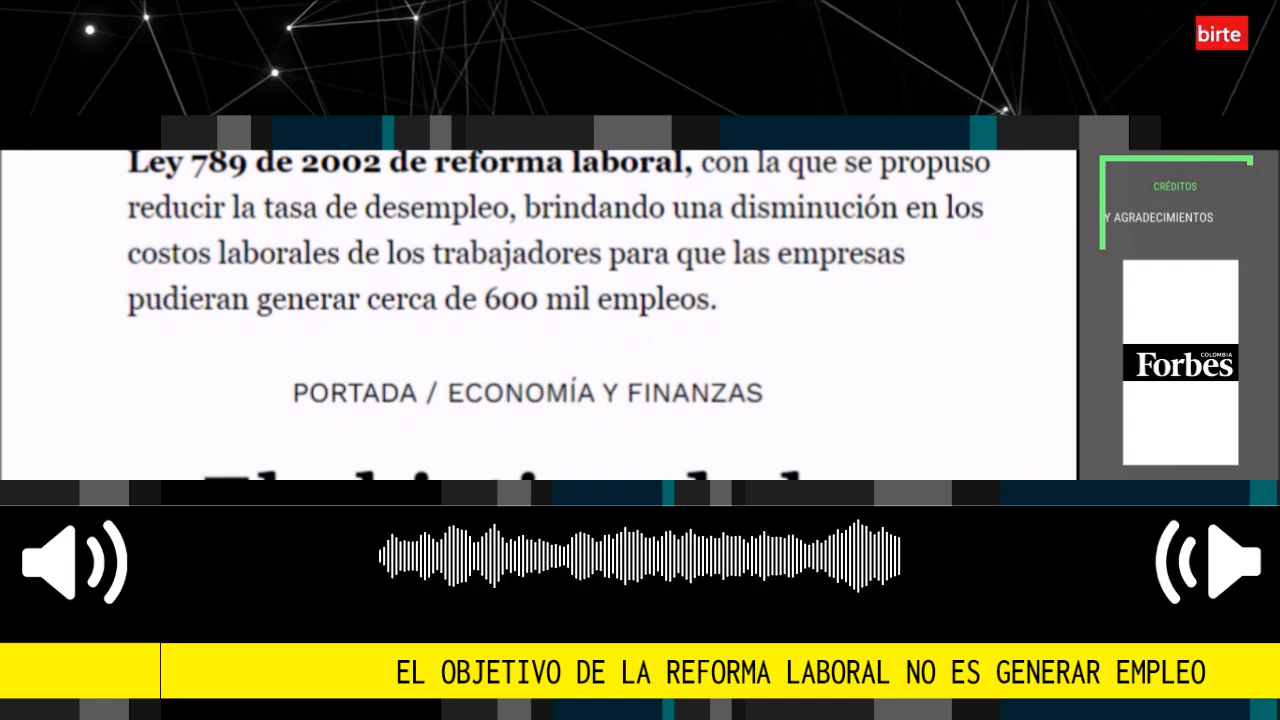 birte
Ley 789 de 2002 de reforma laboral, con la que se propuso
reducir la tasa de desempleo, brindando una disminución en los
costos laborales de los trabajadores para que las empresas
pudieran generar cerca de 600 mil empleos.
PORTADA / ECONOMÍA Y FINANZAS
CRÉDITOS
Y AGRADECIMIENTOS
Forbes
COLOMBIA
EL OBJETIVO DE LA REFORMA LABORAL NO ES GENERAR EMPLEO